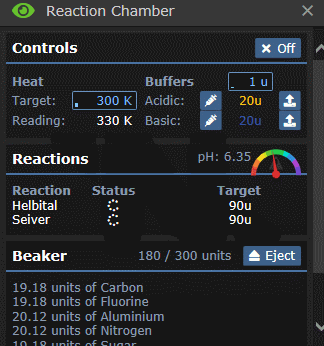 Reaction Chamber
Controls
Off
Heat Buffers 1 u
Target: 300 K Acidic: 20u
Reading: 330 K Basic: 20u
Reactions pH: 6.35
Reaction Status Target
Helbital 90u
Seiver 90u
Beaker 180 / 300 units Eject
19.18 units of Carbon
19.18 units of Fluorine
20.12 units of Aluminium
20.12 units of Nitrogen
19.18 units of Sugar